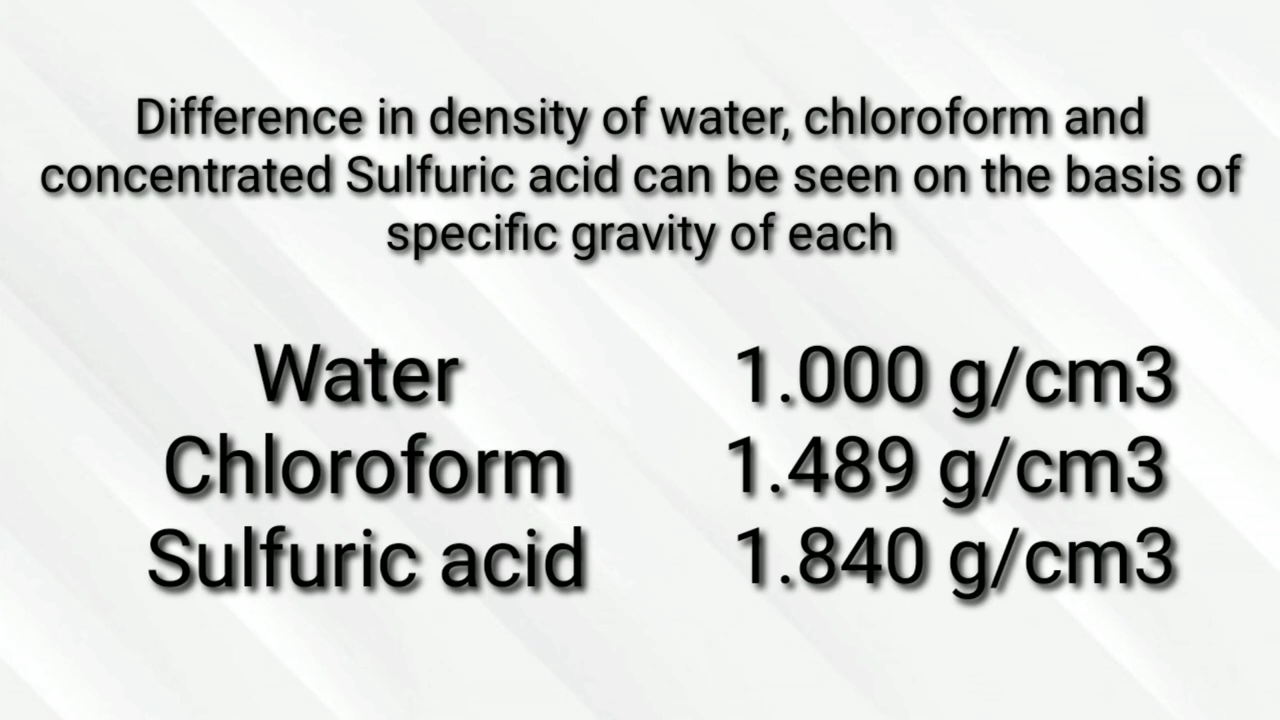 Difference in density of water, chloroform and
concentrated Sulfuric acid can be seen on the basis of
specific gravity of each
Water 1.000 g/cm3
Chloroform 1.489 g/cm3
Sulfuric acid 1.840 g/cm3